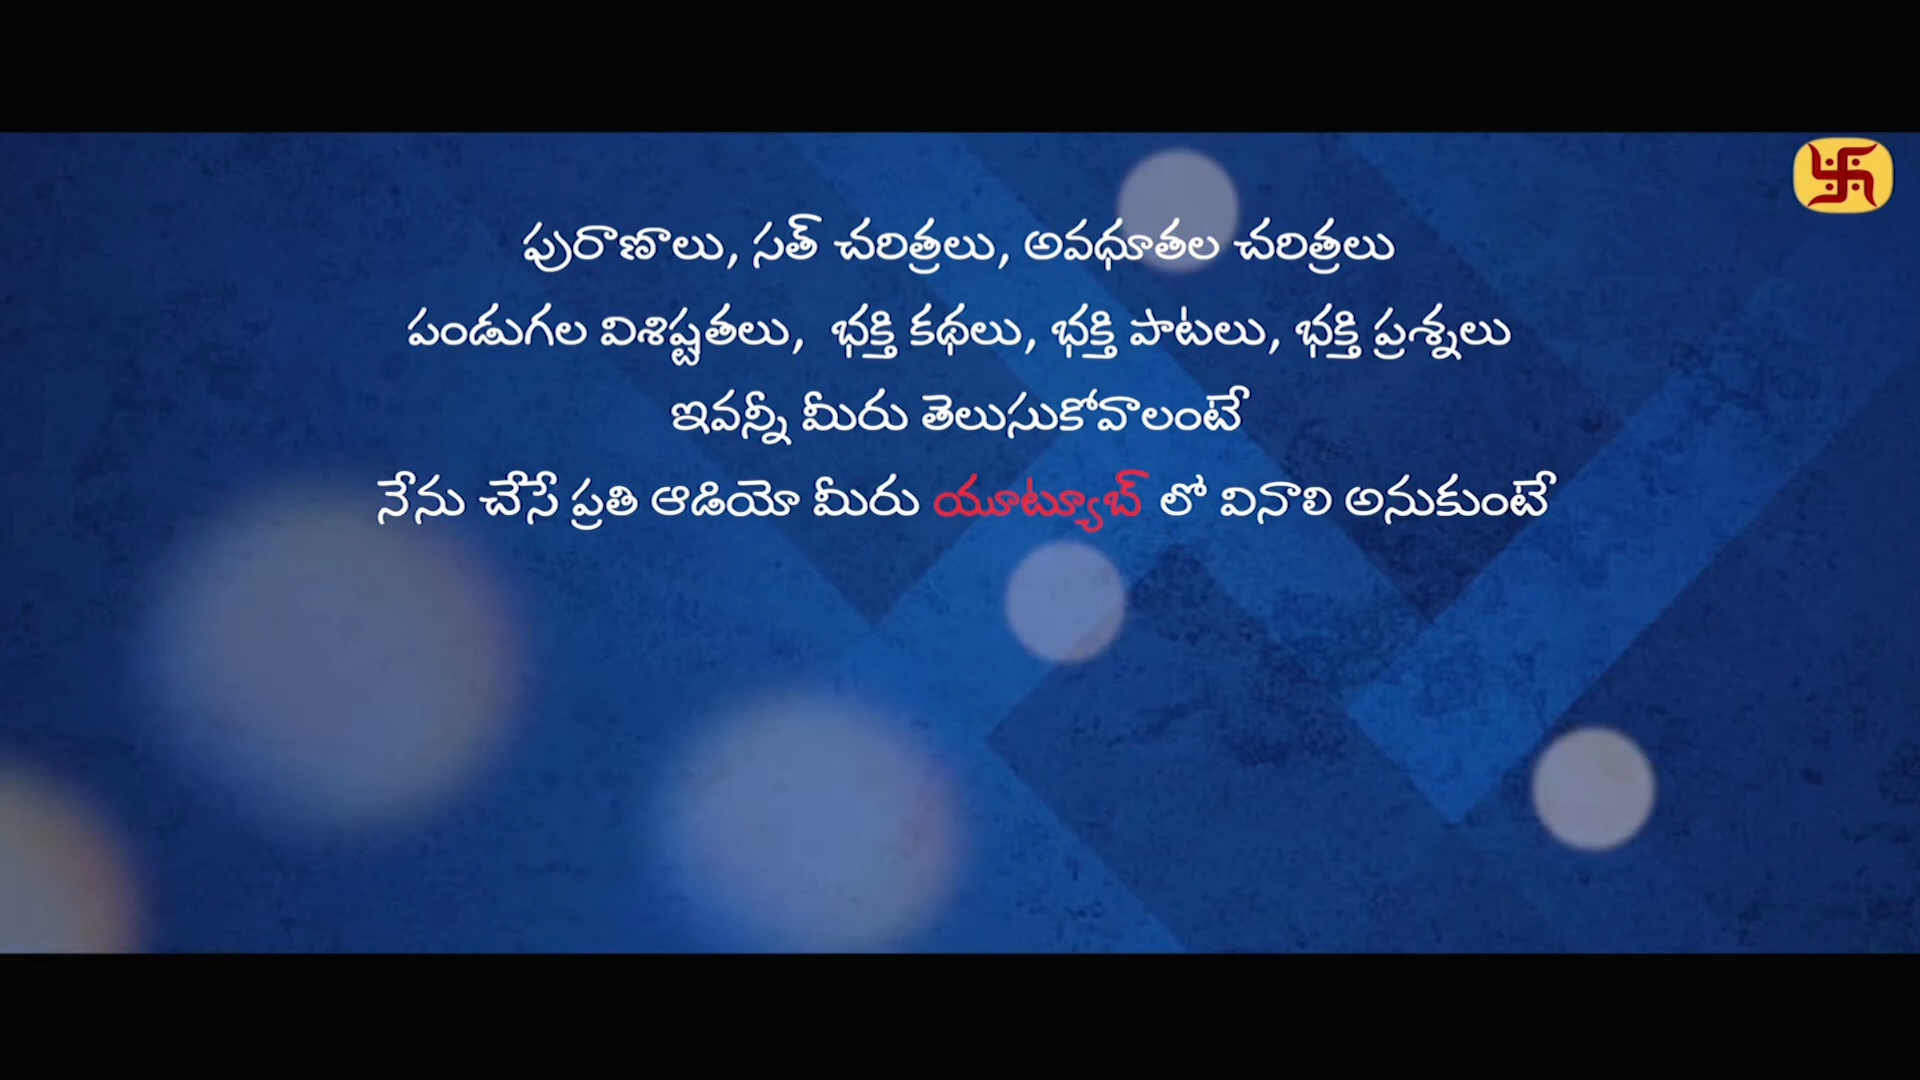 పురాణాలు, సత్ చరిత్రలు, అవధూతల చరిత్రలు
పండుగల విశిష్టతలు, భక్తి కథలు, భక్తి పాటలు, భక్తి ప్రశ్నలు
ఇవన్నీ మీరు తెలుసుకోవాలంటే
నేను చేసే ప్రతి ఆడియో మీరు యూట్యూబ్ లో వినాలి అనుకుంటే